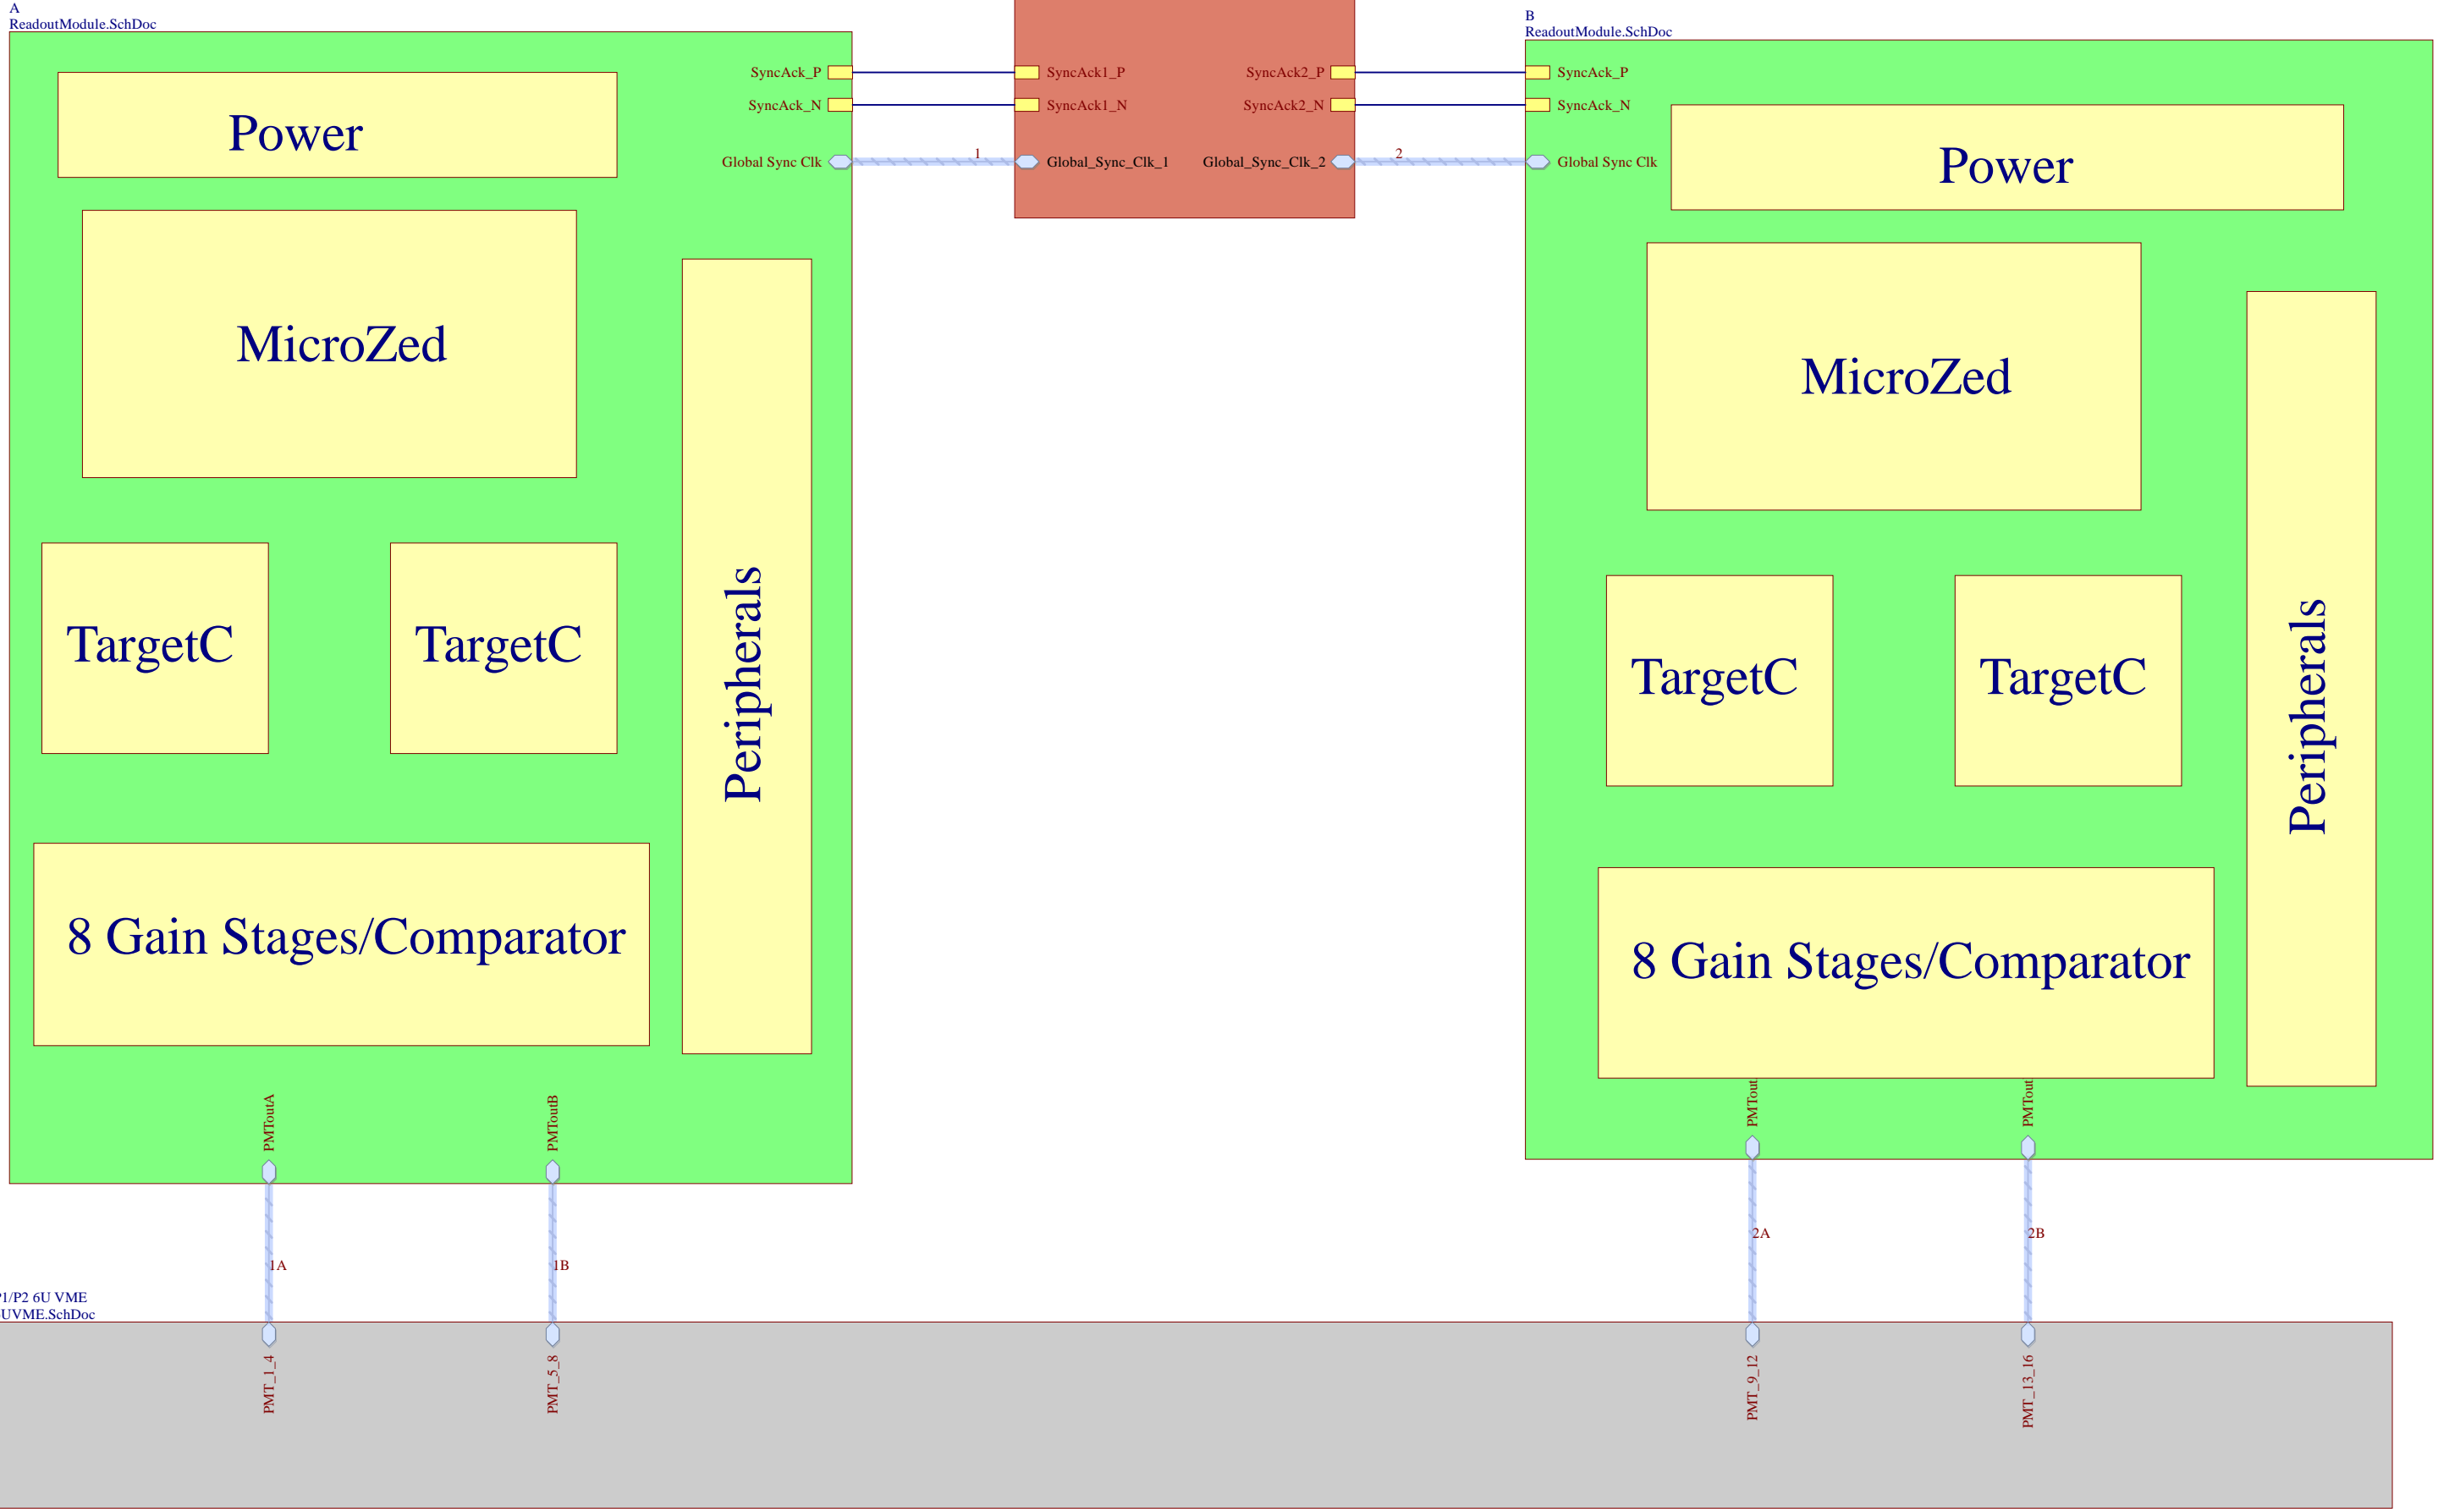 A
ReadoutModule.SchDoc
SyncAck_P
SyncAck_N
Global Sync Clk
Power
MicroZed
TargetC
TargetC
Peripherals
8 Gain Stages/Comparator
PMToutA
PMToutB
1
SyncAck1_P
SyncAck1_N
Global_Sync_Clk_1
SyncAck2_P
SyncAck2_N
Global_Sync_Clk_2
2
B
ReadoutModule.SchDoc
SyncAck_P
SyncAck_N
Global Sync Clk
Power
MicroZed
TargetC
TargetC
Peripherals
8 Gain Stages/Comparator
PMTout
PMTout
1A
1B
2A
2B
P1/P2 6U VME
UVME.SchDoc
PMT_1_4
PMT_5_8
PMT_9_12
PMT_13_16